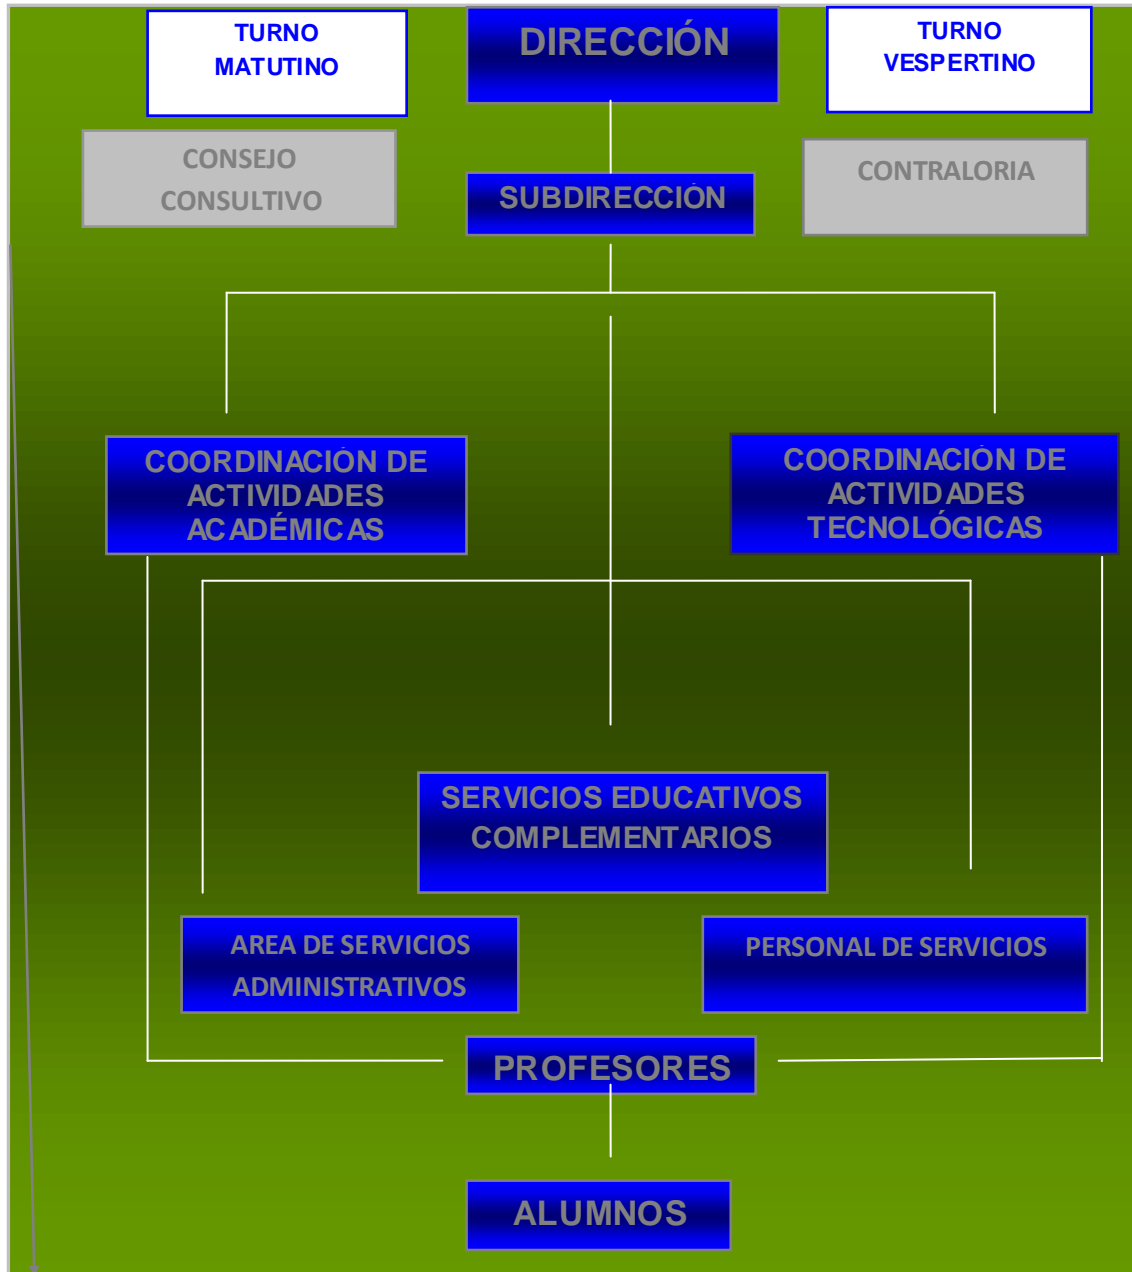 TURNO
MATUTINO
DIRECCIÓN
TURNO
VESPERTINO
CONSEJO
CONSULTIVO
SUBDIRECCIÓN
CONTRALORIA
COORDINACIÓN DE
ACTIVIDADES
ACADÉMICAS
COORDINACIÓN DE
ACTIVIDADES
TECNOLÓGICAS
SERVICIOS EDUCATIVOS
COMPLEMENTARIOS
AREA DE SERVICIOS
ADMINISTRATIVOS
PERSONAL DE SERVICIOS
PROFESORES
ALUMNOS